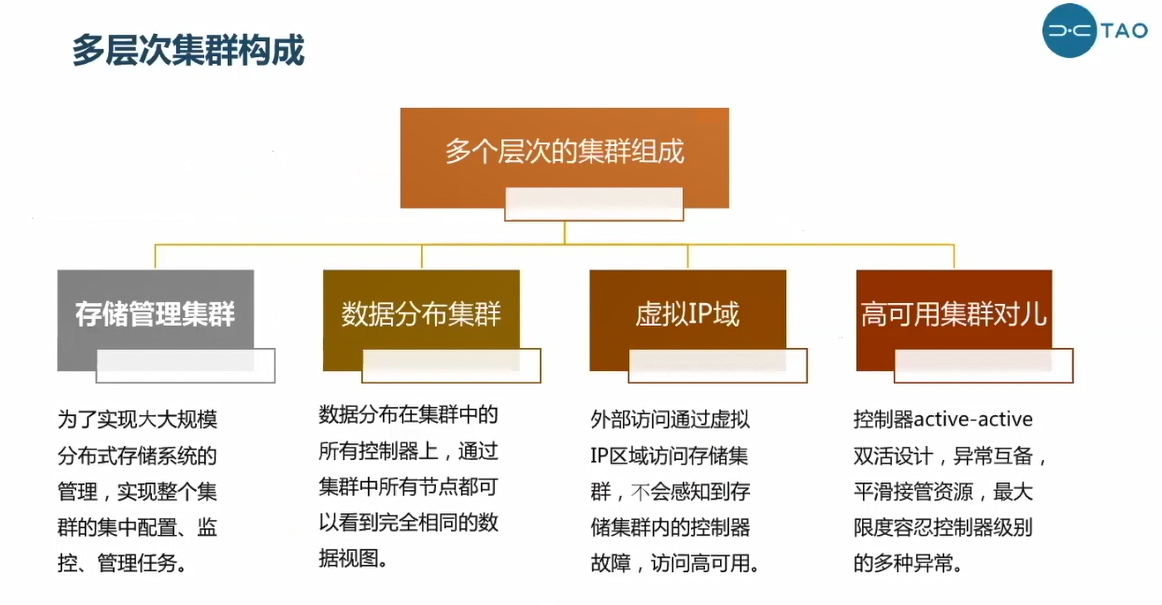 多层次集群构成
TAO
多个层次的集群组成
存储管理集群
数据分布集群
虚拟IP域
高可用集群对儿
为了实现大大规模
分布式存储系统的
管理，实现整个集
群的集中配置、监
控、管理任务。
数据分布在集群中的
所有控制器上，通过
集群中所有节点都可
以看到完全相同的数
据视图。
外部访问通过虚拟
IP区域访问存储集
群，不会感知到存
储集群内的控制器
故障，访问高可用。
控制器active-active
双活设计，异常互备，
平滑接管资源，最大
限度容忍控制器级别
的多种异常。